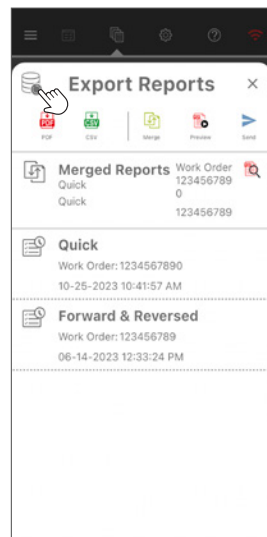 ?
Export Reports ×
PDF CSV Merge Preview Send
Merged Reports
Quick
Quick
Work Order
123456789
0
123456789
Quick
Work Order: 1234567890
10-25-2023 10:41:57 AM
Forward & Reversed
Work Order: 123456789
06-14-2023 12:33:24 PM